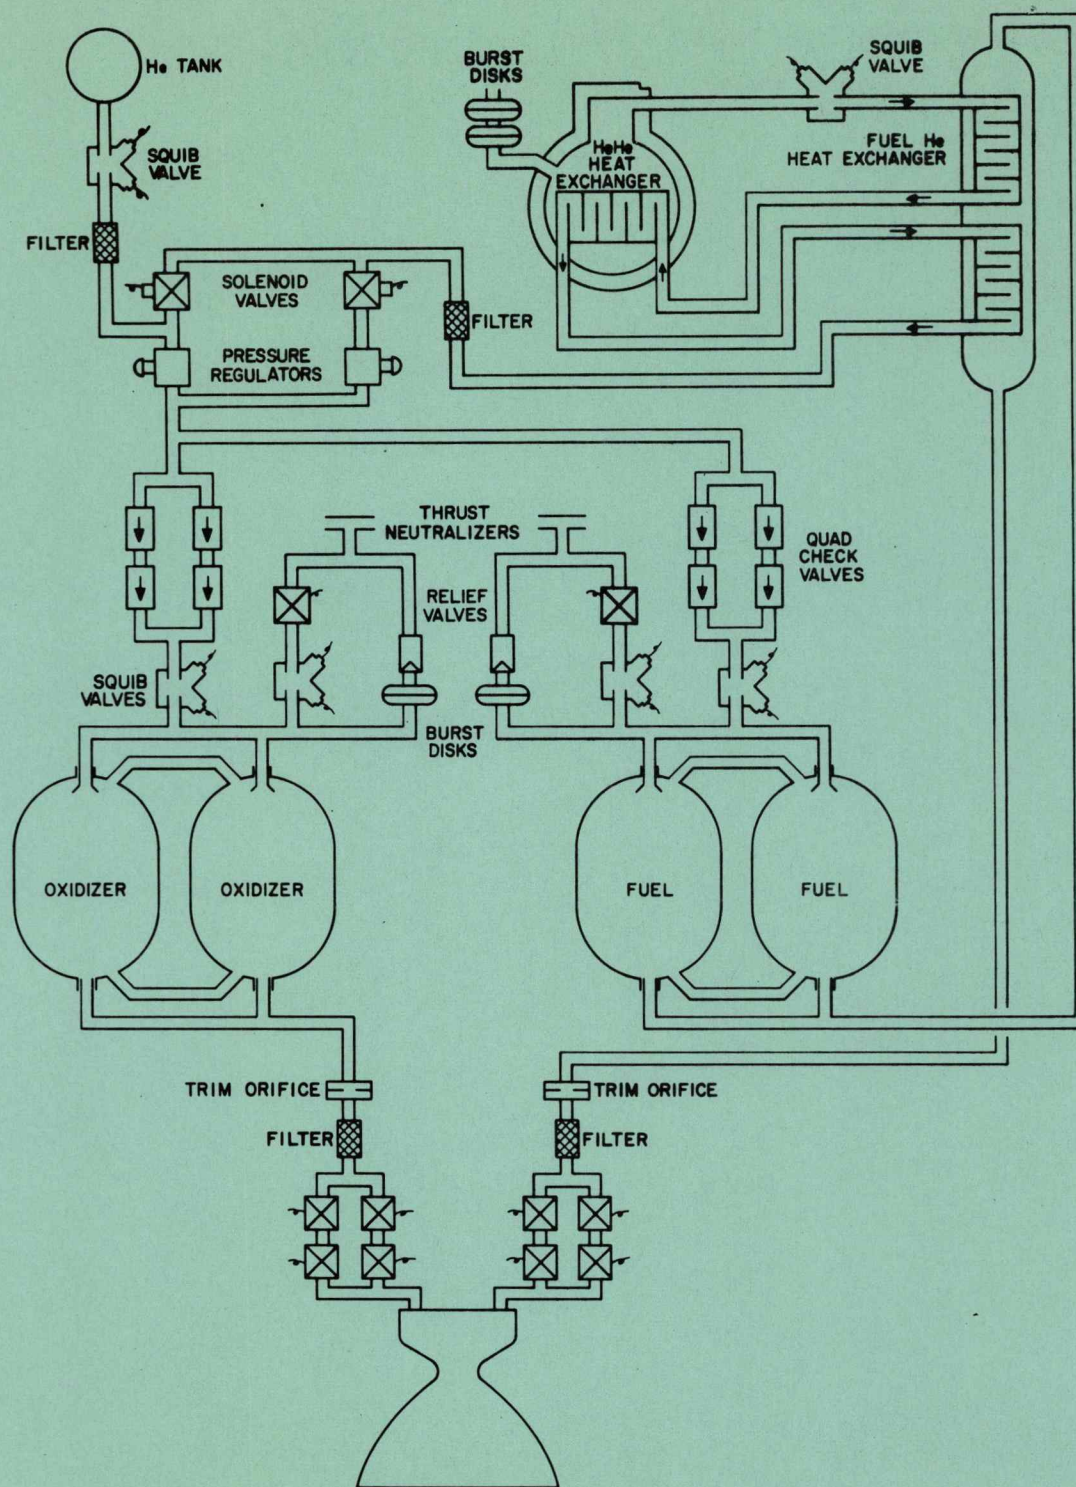 He TANK
SQUIB
VALVE
FILTER
BURST
DISKS
SQUIB
VALVE
HeHe
HEAT
EXCHANGER
FUEL He
HEAT EXCHANGER
SOLENOID
VALVES
FILTER
PRESSURE
REGULATORS
THRUST
NEUTRALIZERS
QUAD
CHECK
VALVES
RELIEF
VALVES
SQUIB
VALVES
BURST
DISKS
OXIDIZER
OXIDIZER
FUEL
FUEL
TRIM ORIFICE
TRIM ORIFICE
FILTER
FILTER